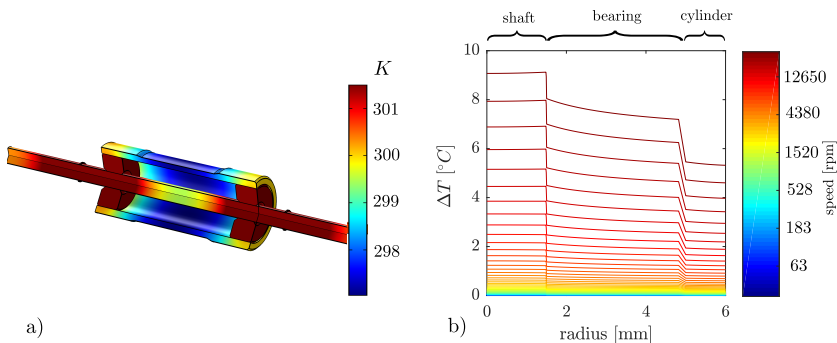 K
301
300
299
298
a)
shaft bearing cylinder
10
8
6
4
2
0
ΔT [°C]
0 2 4 6
radius [mm]
b)
12650
4380
1520
528
183
63
speed [rpm]